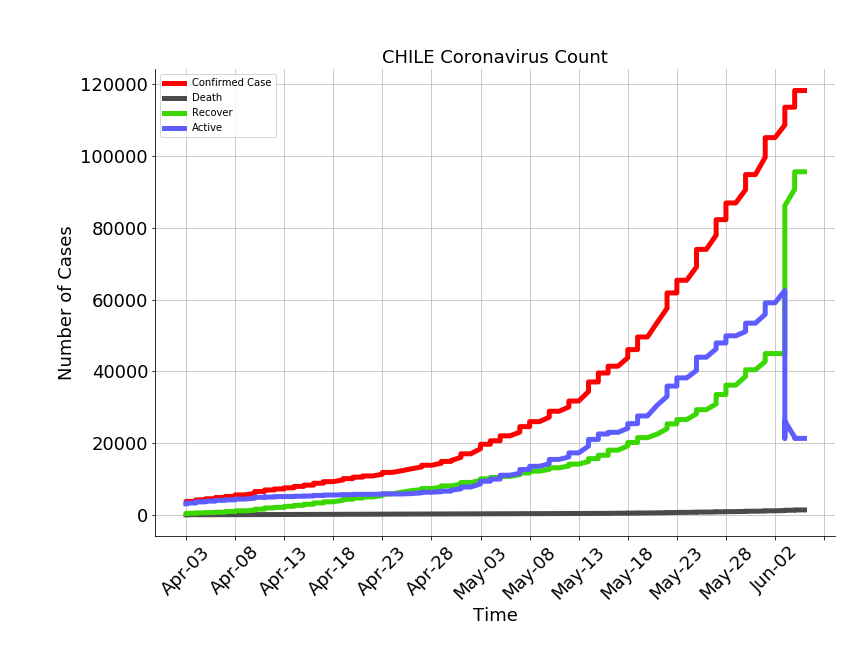 CHILE Coronavirus Count
120000
100000
80000
60000
40000
20000
0
Number of Cases
Confirmed Case
Death
Recover
Active
Apr-03
Apr-08
Apr-13
Apr-18
Apr-23
Apr-28
May-03
May-08
May-13
May-18
May-23
May-28
Jun-02
Time